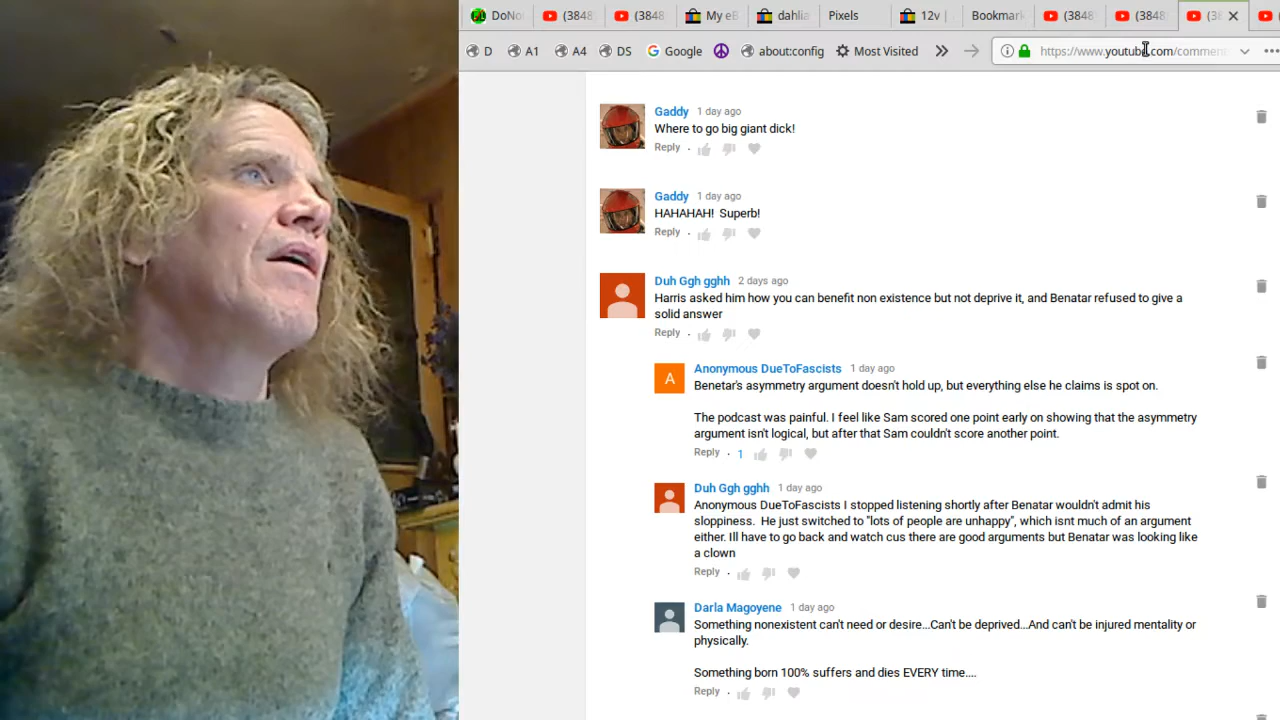 DoNo
(3848
(3848
My eB
dahlia
Pixels
12v
Bookmark
(3848
(3848
D
A1
A4
DS
Google
about:config
Most Visited
https://www.youtube.com/comment
Gaddy 1 day ago
Where to go big giant dick!
Reply
Gaddy 1 day ago
HAHAHAH! Superb!
Reply
Duh Ggh gghh 2 days ago
Harris asked him how you can benefit non existence but not deprive it, and Benatar refused to give a
solid answer
Reply
A
Anonymous DueToFascists 1 day ago
Benetar's asymmetry argument doesn't hold up, but everything else he claims is spot on.
The podcast was painful. I feel like Sam scored one point early on showing that the asymmetry
argument isn't logical, but after that Sam couldn't score another point.
Reply 1
Duh Ggh gghh 1 day ago
Anonymous DueToFascists I stopped listening shortly after Benatar wouldn't admit his
sloppiness. He just switched to "lots of people are unhappy", which isnt much of an argument
either. Ill have to go back and watch cus there are good arguments but Benatar was looking like
a clown
Reply
Darla Magoyene 1 day ago
Something nonexistent can't need or desire...Can't be deprived...And can't be injured mentality or
physically.
Something born 100% suffers and dies EVERY time....
Reply